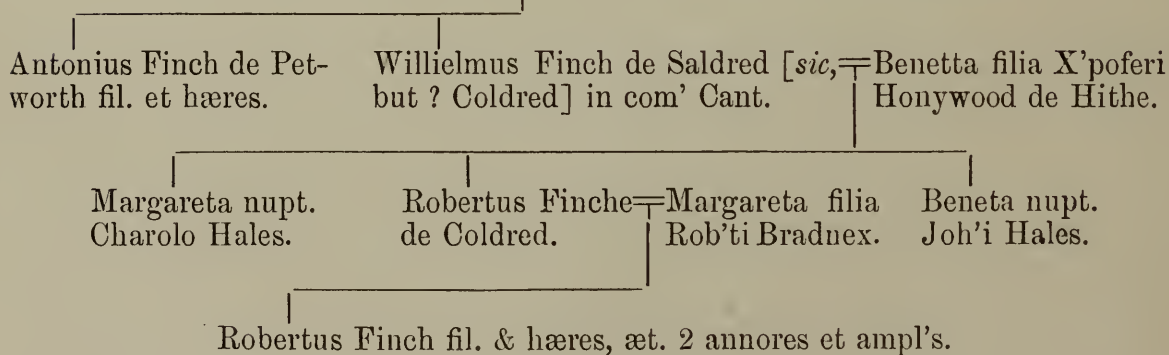 Antonius Finch de Pet-
worth fil. et hæres.
Willielmus Finch de Saldred [sic,
but ? Coldred] in com' Cant.
Benetta filia X'poferi
Honywood de Hithe.
Margareta nupt.
Charolo Hales.
Robertus Finche
de Coldred.
Margareta filia
Rob'ti Bradnex.
Beneta nupt.
Joh'i Hales.
Robertus Finch fil. & hæres, æt. 2 annores et ampl's.